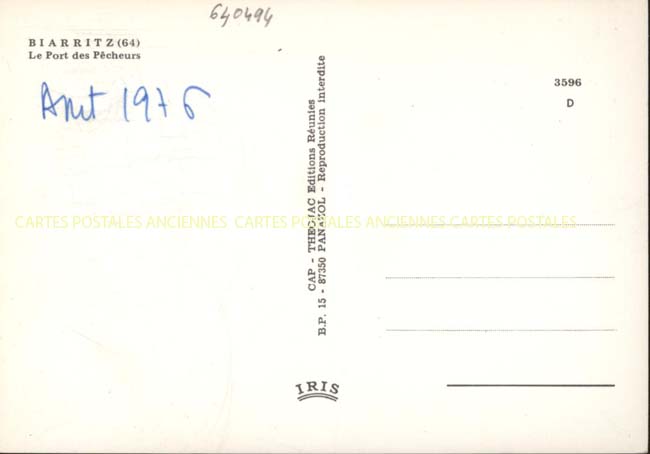 640494
BIARRITZ (64)
Le Port des Pêcheurs
Aout 1976
CAP - THEOJAC Editions Réunies
B.P. 15 - 87350 PANAZOL - Reproduction interdite
3596
D
CARTES POSTALES ANCIENNES CARTES POSTALES ANCIENNES CARTES POSTALES
IRIS